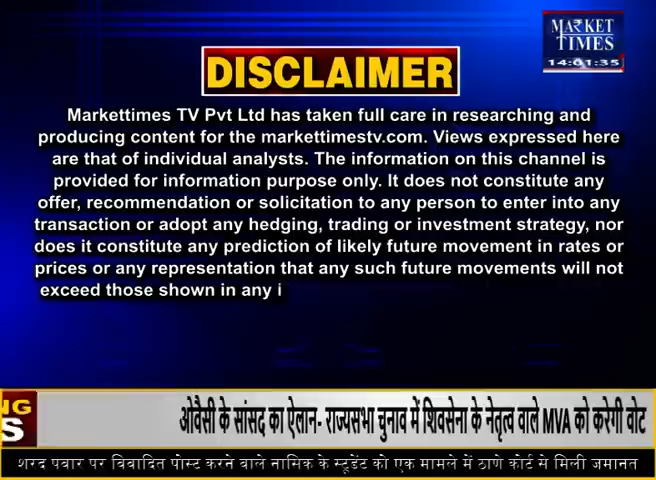 MARKET
TIMES
14:01:35
DISCLAIMER
Markettimes TV Pvt Ltd has taken full care in researching and
producing content for the markettimestv.com. Views expressed here
are that of individual analysts. The information on this channel is
provided for information purpose only. It does not constitute any
offer, recommendation or solicitation to any person to enter into any
transaction or adopt any hedging, trading or investment strategy, nor
does it constitute any prediction of likely future movement in rates or
prices or any representation that any such future movements will not
exceed those shown in any i
NG
S
ओवैसी के सांसद का ऐलान- राज्यसभा चुनाव में शिवसेना के नेतृत्व वाले MVA को करेगी वोट
शरद पवार पर विवादित पोस्ट करने वाले नासिक के स्टूडेंट को एक मामले में ठाणे कोर्ट से मिली जमानत